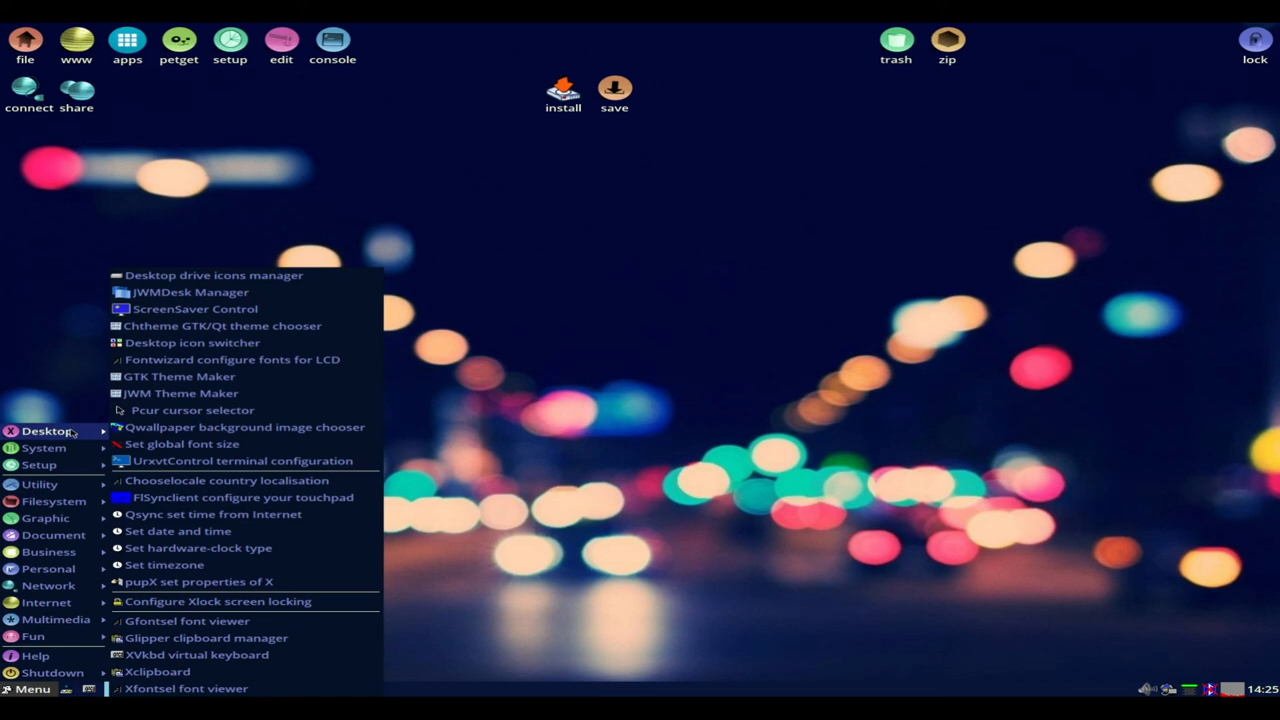 file
www
apps
petget
setup
edit
console
trash
zip
lock
connect
share
install
save
Desktop drive icons manager
JWMDesk Manager
ScreenSaver Control
Chtheme GTK/Qt theme chooser
Desktop icon switcher
Fontwizard configure fonts for LCD
GTK Theme Maker
JWM Theme Maker
Pcur cursor selector
Qwallpaper background image chooser
Set global font size
UrxvtControl terminal configuration
Chooselocale country localisation
FlSynclient configure your touchpad
Qsync set time from Internet
Set date and time
Set hardware-clock type
Set timezone
pupX set properties of X
Configure Xlock screen locking
Gfontsel font viewer
Glipper clipboard manager
XVkbd virtual keyboard
Xclipboard
Xfontsel font viewer
Desktop
System
Setup
Utility
Filesystem
Graphic
Document
Business
Personal
Network
Internet
Multimedia
Fun
Help
Shutdown
Menu
14:25